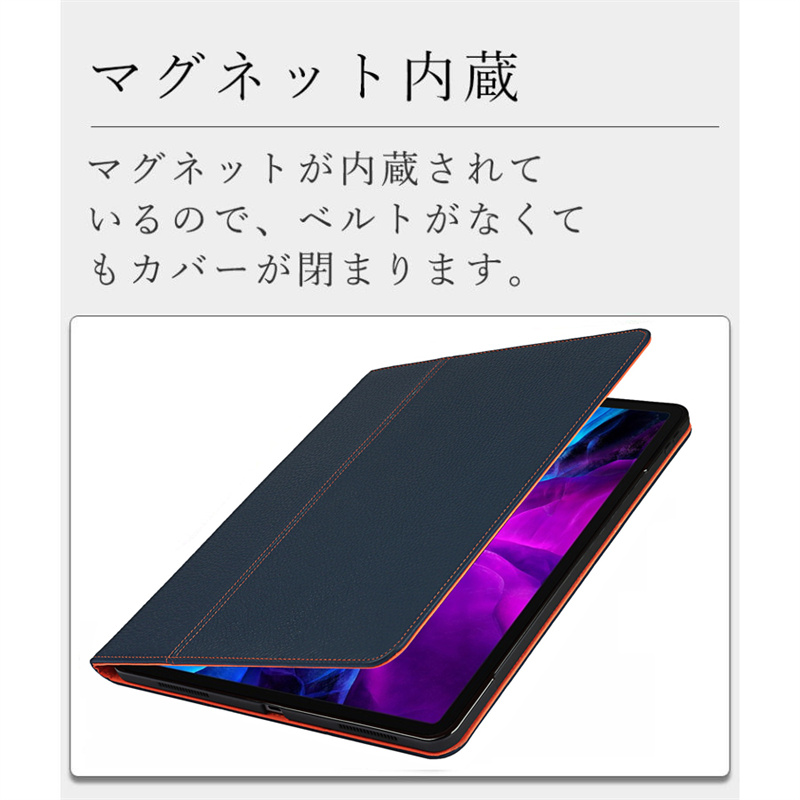 マグネット内蔵
マグネットが内蔵されて
いるので、ベルトがなくて
もカバーが閉まります。